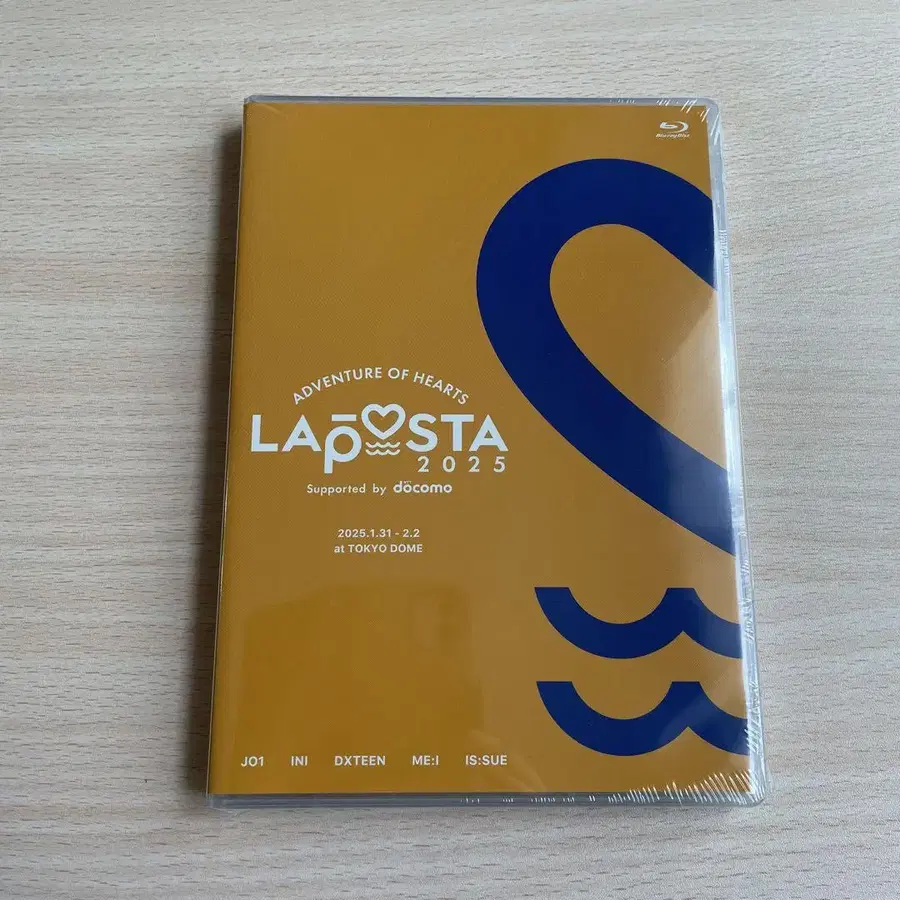 Blu-ray Disc
ADVENTURE OF HEARTS
LAPOSTA
2025
Supported by döcomo
2025.1.31 - 2.2
at TOKYO DOME
JO1 INI DXTEEN ME:I IS:SUE